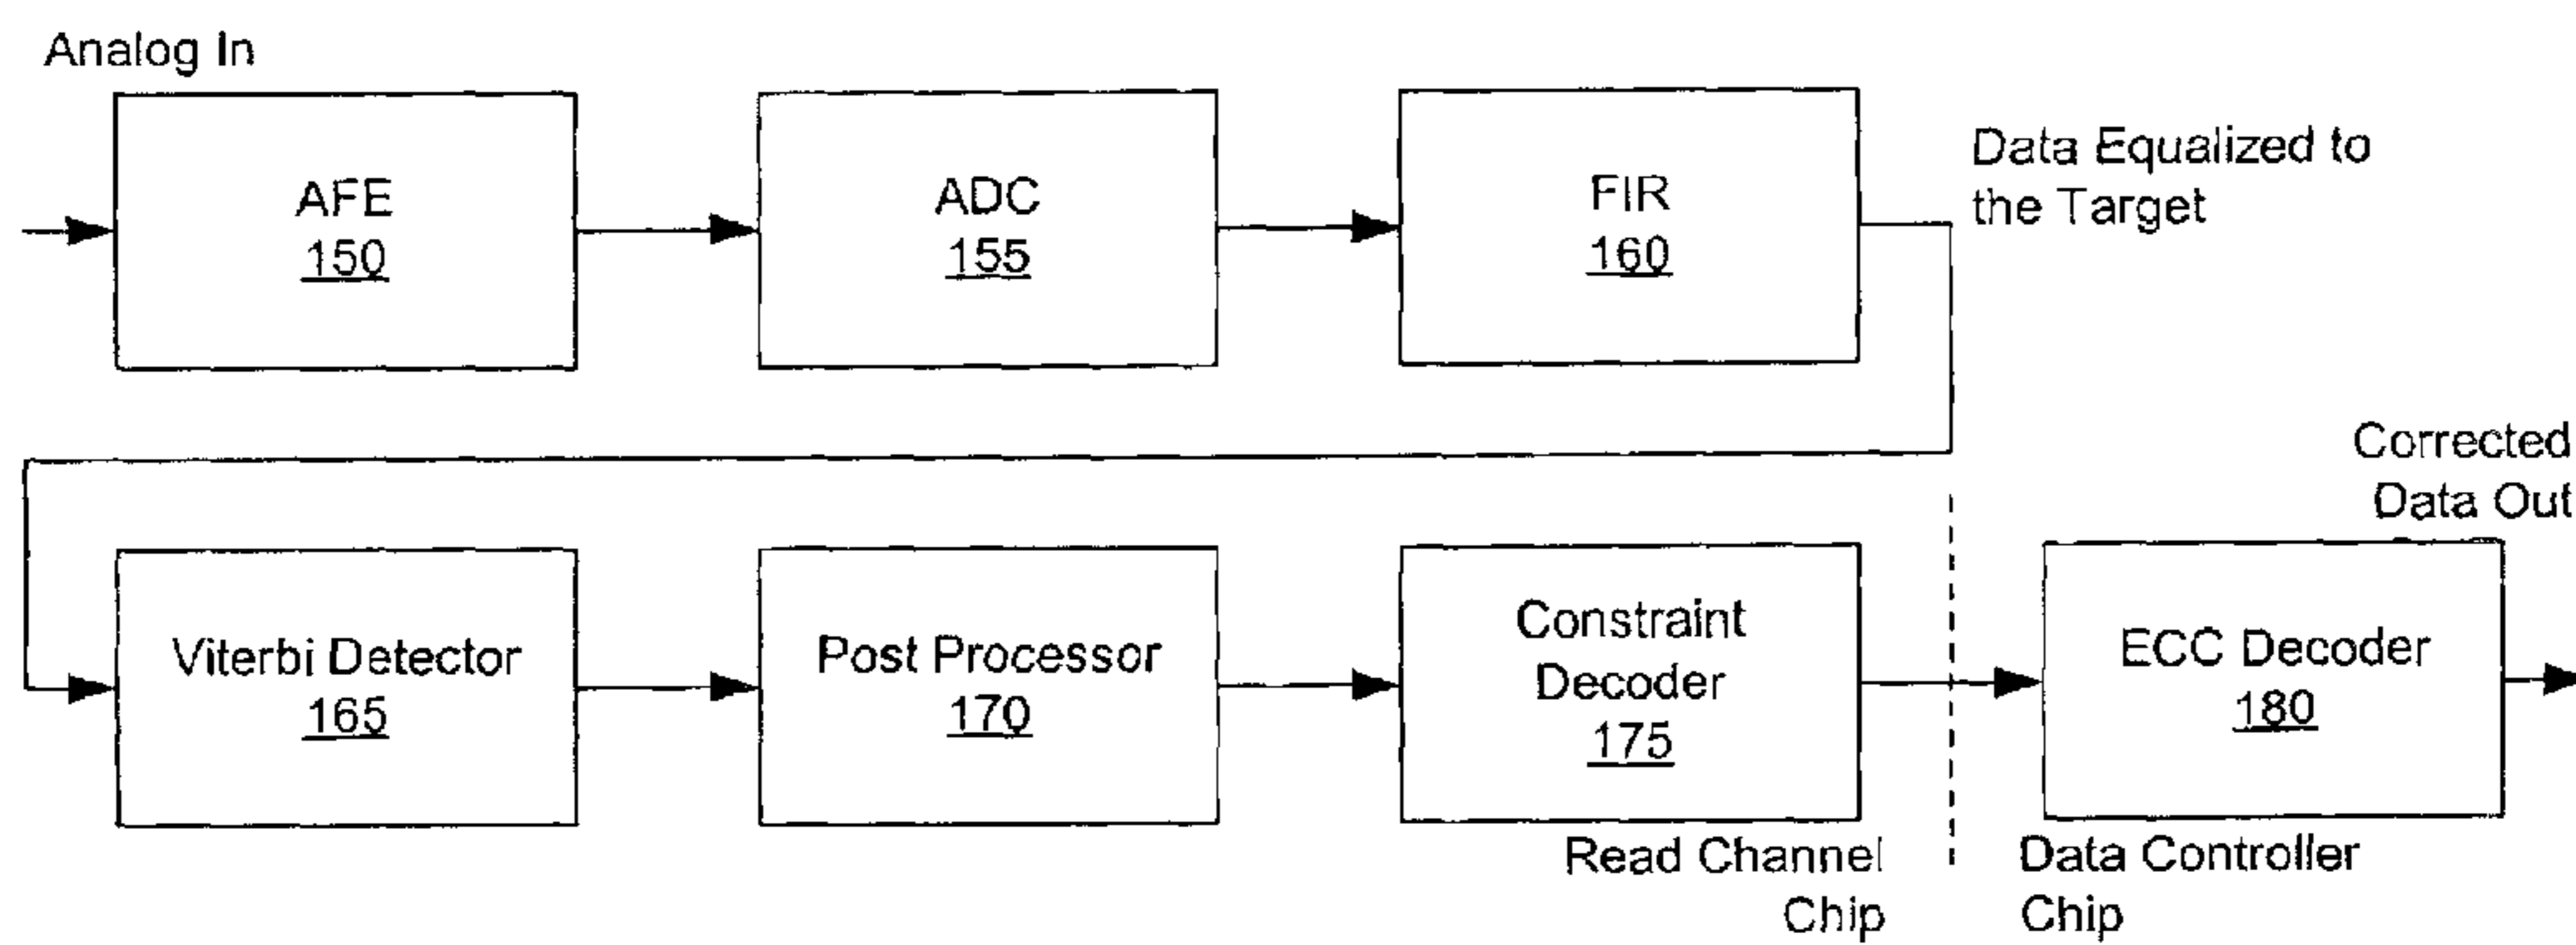 Analog In
AFE
150
ADC
155
FIR
160
Data Equalized to
the Target
Corrected
Data Out
Viterbi Detector
165
Post Processor
170
Constraint
Decoder
175
ECC Decoder
180
Read Channel
Chip
Data Controller
Chip